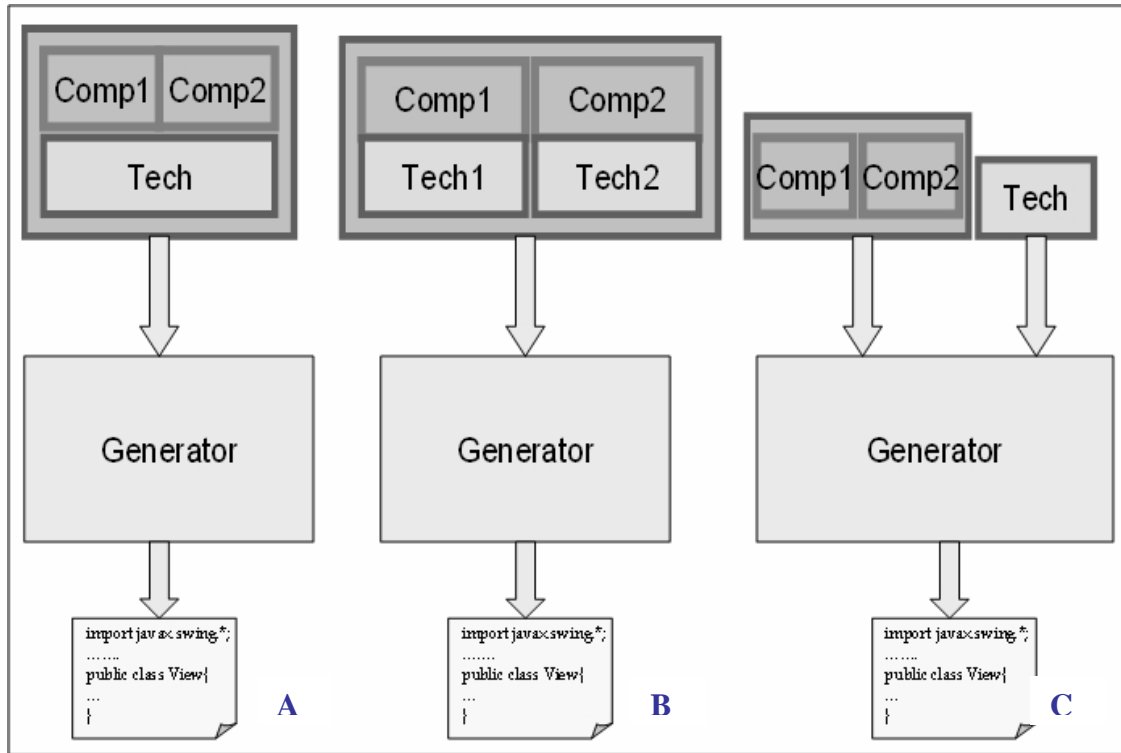 Comp1 Comp2
Tech
Comp1 Comp2
Tech1 Tech2
Comp1 Comp2
Tech
Generator
Generator
Generator
import javax.swing.*;
.......
public class View{
...
}
A
import javax.swing.*;
.......
public class View{
...
}
B
import javax.swing.*;
.......
public class View{
...
}
C